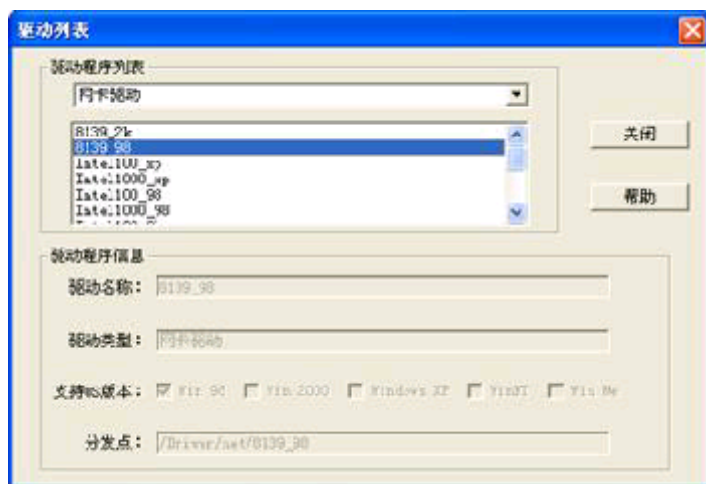 驱动列表
驱动程序列表
网卡驱动
8139_2k
8139_98
Intel100_xp
Intel1000_xp
Intel100_98
Intel1000_98
关闭
帮助
驱动程序信息
驱动名称： 8139_98
驱动类型： 网卡驱动
支持OS版本： Win 98 Win 2000 Windows XP WinNT Win Me
分发点： /Driver/net/8139_98